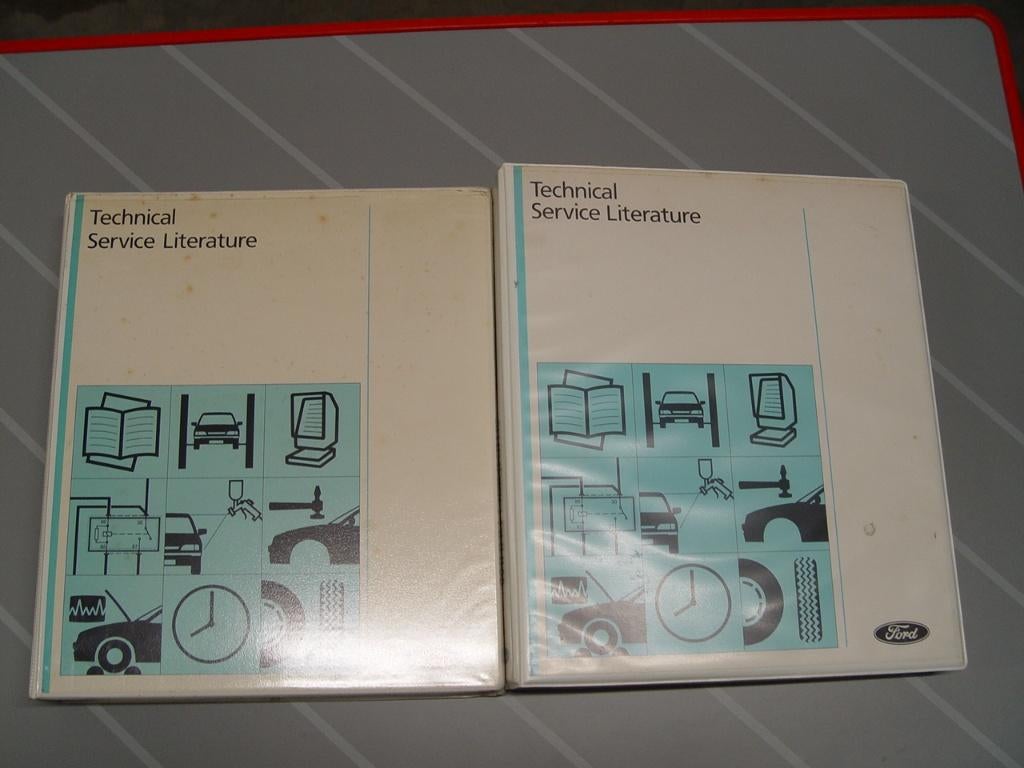 Technical
Service Literature
Technical
Service Literature
Ford